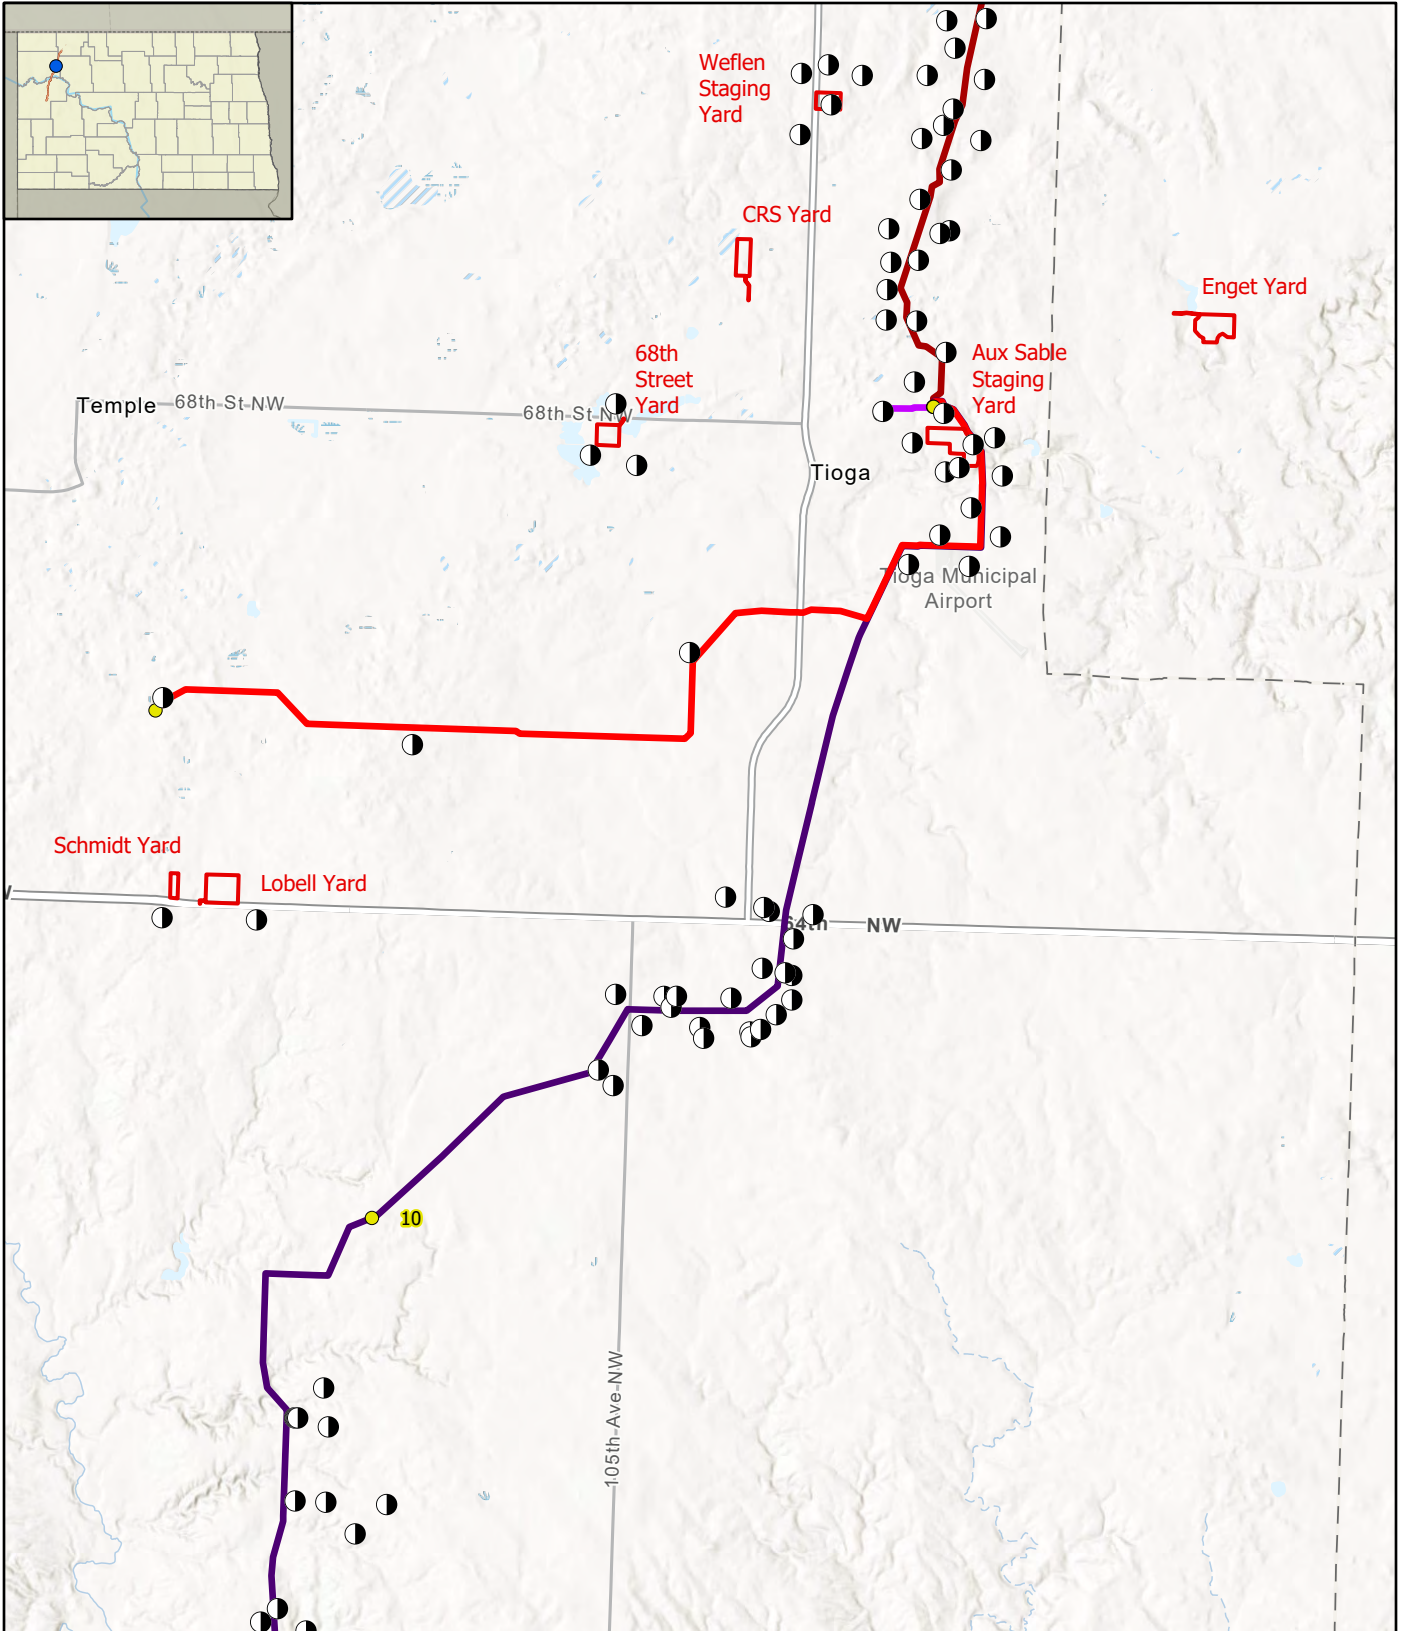 Weflen
Staging
Yard
CRS Yard
Enget Yard
68th
Street
Yard
Aux Sable
Staging
Yard
Temple
68th St NW
68th St NW
Tioga
Tioga Municipal
Airport
Schmidt Yard
Lobell Yard
64th
NW
10
105th-Ave-NW